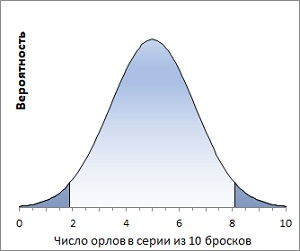 Вероятность
0 2 4 6 8 10
Число орлов в серии из 10 бросков